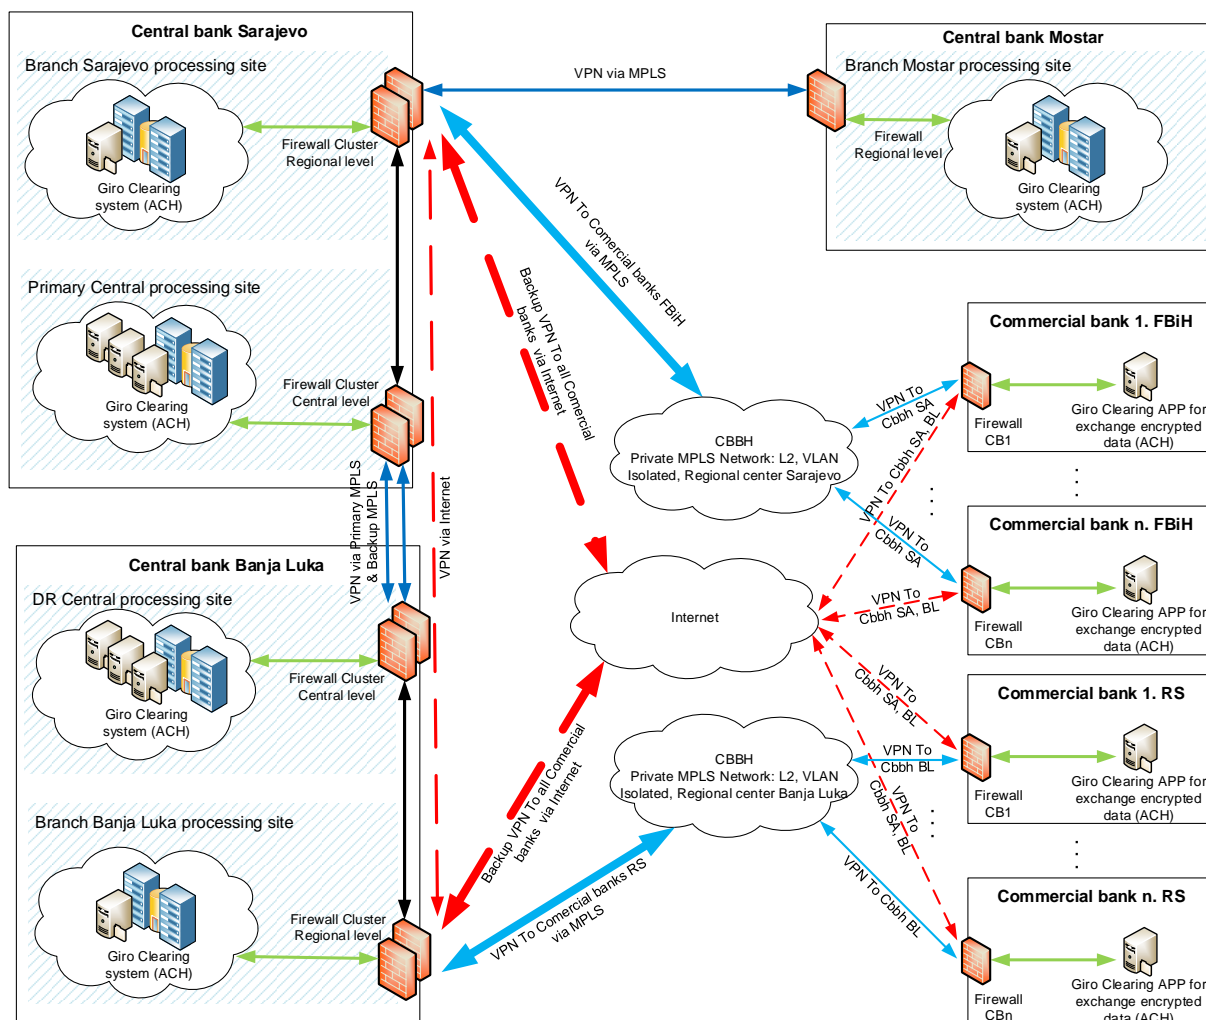 Central bank Sarajevo
Branch Sarajevo processing site
Giro Clearing
system (ACH)
Firewall Cluster
Regional level
Primary Central processing site
Giro Clearing
system (ACH)
Firewall Cluster
Central level
VPN via Primary MPLS
& Backup MPLS
VPN via Internet
Central bank Banja Luka
DR Central processing site
Giro Clearing
system (ACH)
Firewall Cluster
Central level
Branch Banja Luka processing site
Giro Clearing
system (ACH)
Firewall Cluster
Regional level
VPN via MPLS
VPN To Comercial banks FBiH
via MPLS
Backup VPN To all Comercial
banks via Internet
Backup VPN To all Comercial
banks via Internet
VPN To Comercial banks RS
via MPLS
Central bank Mostar
Branch Mostar processing site
Firewall
Regional level
Giro Clearing
system (ACH)
CBBH
Private MPLS Network: L2, VLAN
Isolated, Regional center Sarajevo
Internet
CBBH
Private MPLS Network: L2, VLAN
Isolated, Regional center Banja Luka
VPN To
Cbbh SA
VPN To Cbbh SA, BL
VPN To
Cbbh SA
VPN To
Cbbh SA, BL
VPN To
Cbbh SA, BL
VPN To
Cbbh BL
VPN To
Cbbh SA, BL
VPN To Cbbh BL
Commercial bank 1. FBiH
Firewall
CB1
Giro Clearing APP for
exchange encrypted
data (ACH)
Commercial bank n. FBiH
Firewall
CBn
Giro Clearing APP for
exchange encrypted
data (ACH)
Commercial bank 1. RS
Firewall
CB1
Giro Clearing APP for
exchange encrypted
data (ACH)
Commercial bank n. RS
Firewall
CBn
Giro Clearing APP for
exchange encrypted
data (ACH)